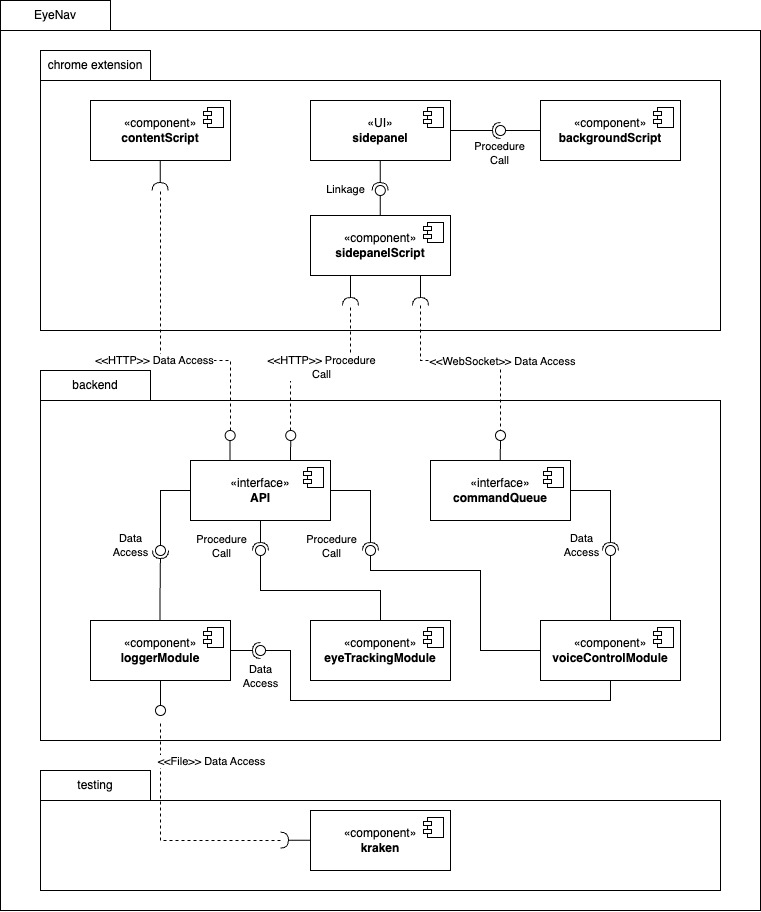 EyeNav
chrome extension
«component»
contentScript
«UI»
sidepanel
«component»
backgroundScript
Procedure
Call
Linkage
«component»
sidepanelScript
<<HTTP>> Data Access
<<HTTP>> Procedure
Call
<<WebSocket>> Data Access
backend
«interface»
API
«interface»
commandQueue
Data
Access
Procedure
Call
Procedure
Call
Data
Access
«component»
loggerModule
«component»
eyeTrackingModule
«component»
voiceControlModule
Data
Access
<<File>> Data Access
testing
«component»
kraken